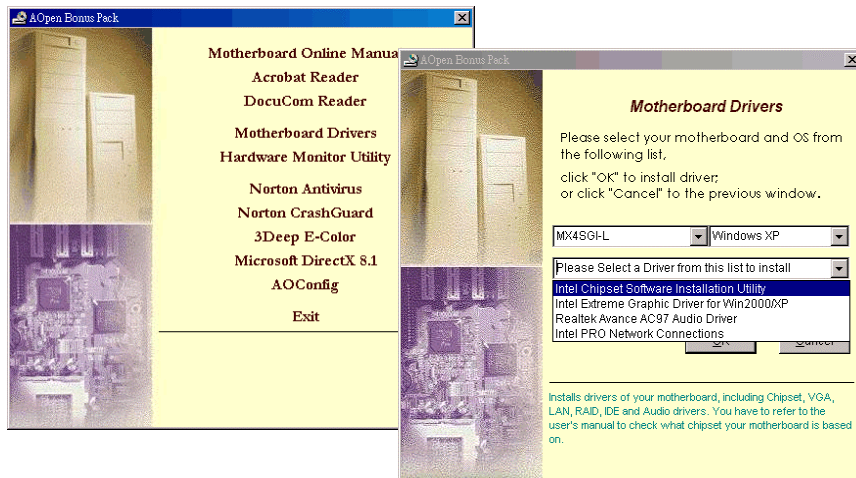 AOpen Bonus Pack
Motherboard Online Manua
Acrobat Reader
DocuCom Reader
Motherboard Drivers
Hardware Monitor Utility
Norton Antivirus
Norton CrashGuard
3Deep E-Color
Microsoft DirectX 8.1
AOConfig
Exit
AOpen Bonus Pack
Motherboard Drivers
Please select your motherboard and OS from
the following list,
click "OK" to install driver;
or click "Cancel" to the previous window.
MX4SGI-L
Windows XP
Please Select a Driver from this list to install
Intel Chipset Software Installation Utility
Intel Extreme Graphic Driver for Win2000/XP
Realtek Avance AC97 Audio Driver
Intel PRO Network Connections
OK
Cancel
Installs drivers of your motherboard, including Chipset, VGA,
LAN, RAID, IDE and Audio drivers. You have to refer to the
user's manual to check what chipset your motherboard is based
on.